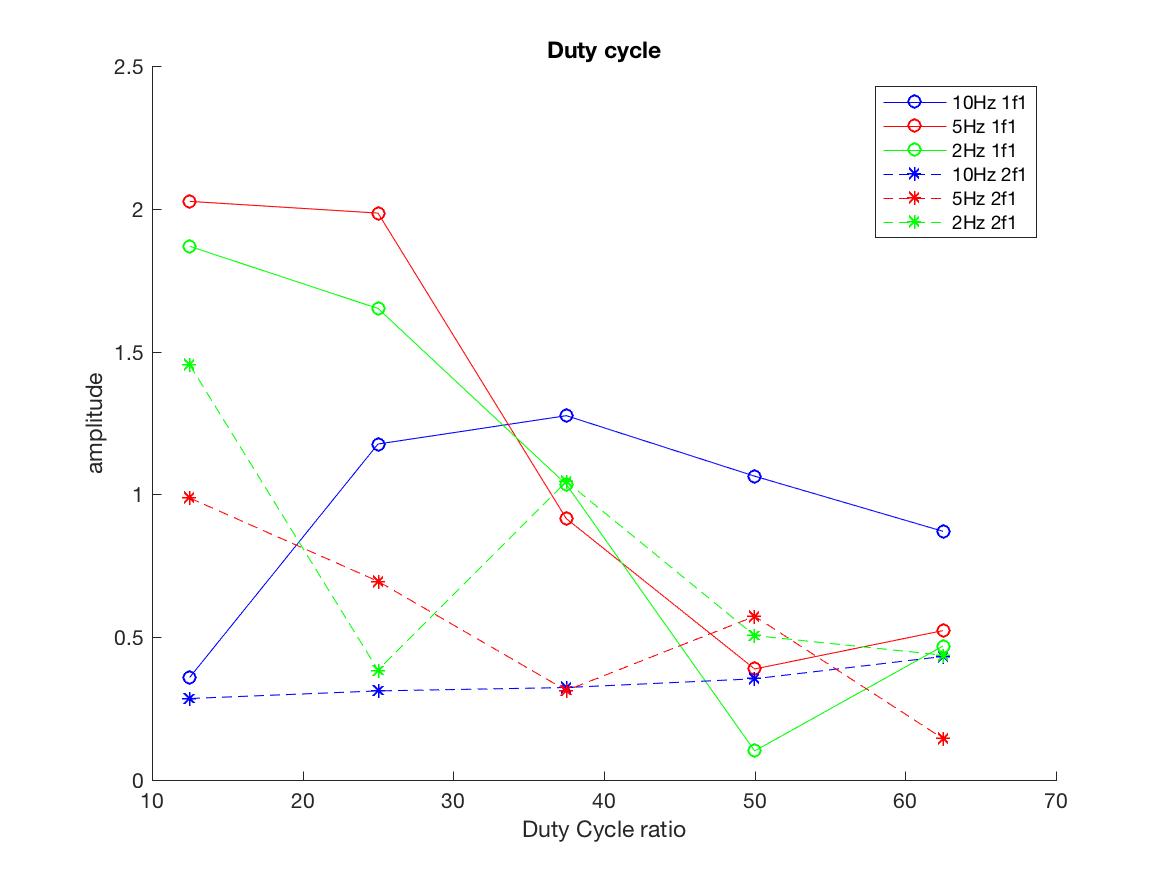 Duty cycle
2.5
2
1.5
1
0.5
0
amplitude
10Hz 1f1
5Hz 1f1
2Hz 1f1
10Hz 2f1
5Hz 2f1
2Hz 2f1
10 20 30 40 50 60 70
Duty Cycle ratio